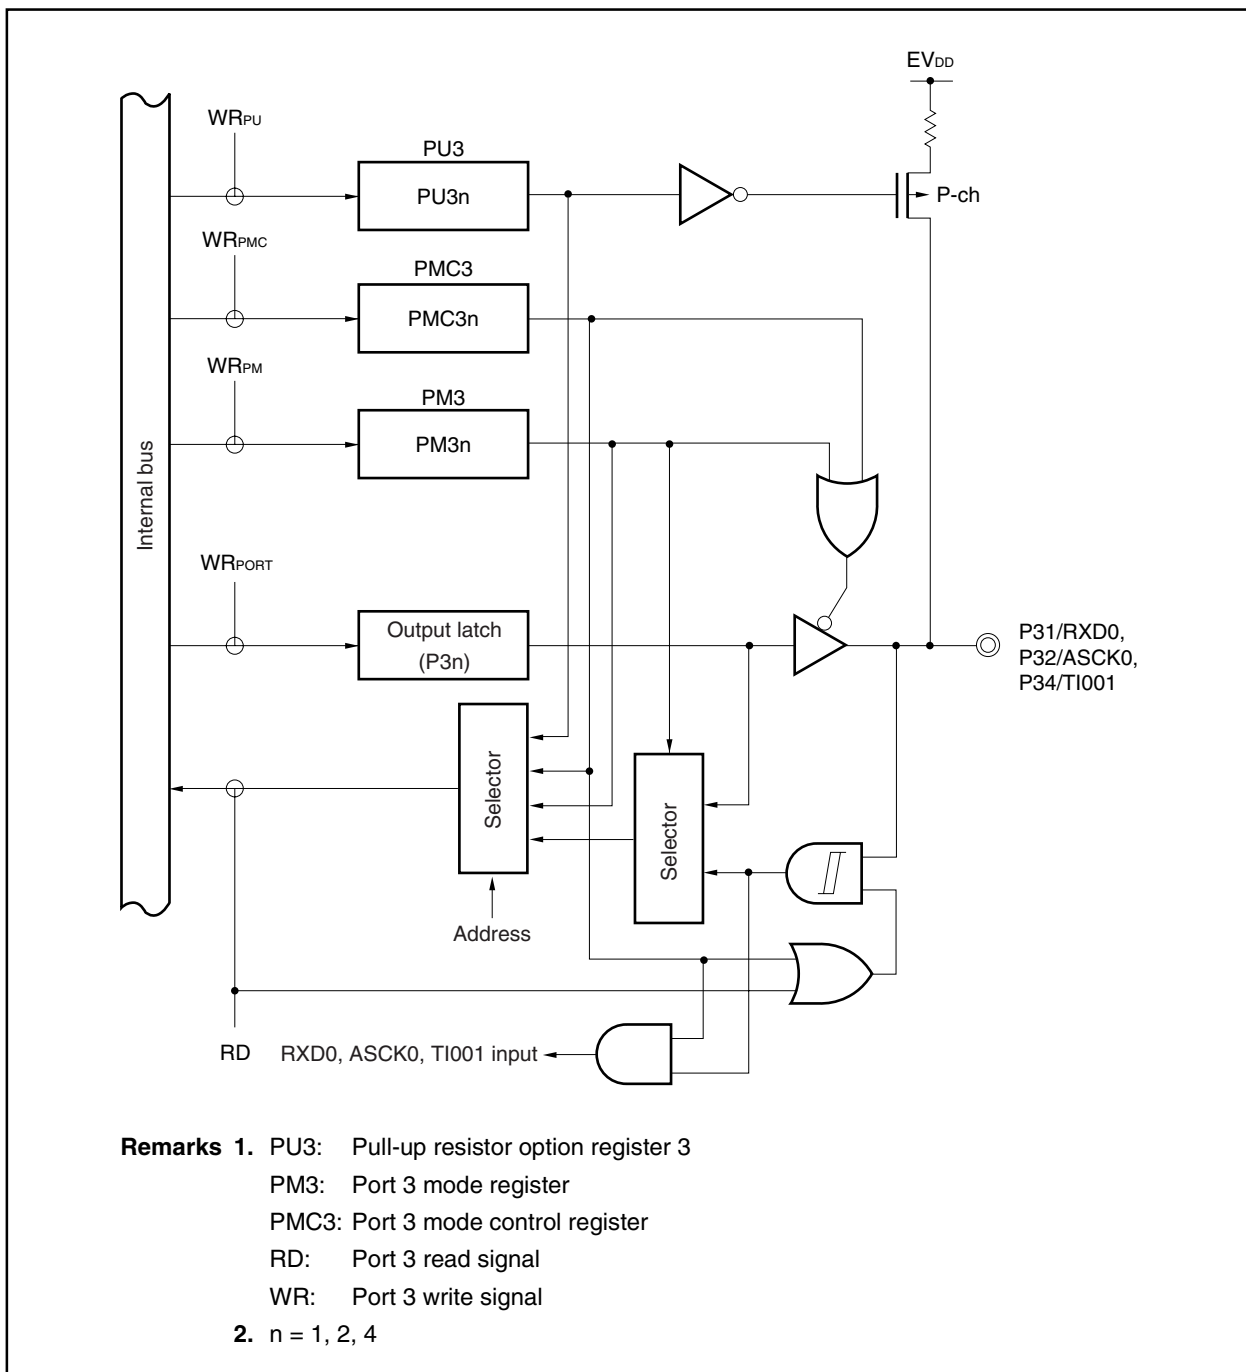 EVDD
WRPU
PU3
PU3n
P-ch
WRPMC
PMC3
PMC3n
WRPM
PM3
PM3n
Internal bus
WRPORT
Output latch
(P3n)
P31/RXD0,
P32/ASCK0,
P34/TI001
Selector
Selector
Address
RD
RXD0, ASCK0, TI001 input
Remarks 1. PU3: Pull-up resistor option register 3
PM3: Port 3 mode register
PMC3: Port 3 mode control register
RD: Port 3 read signal
WR: Port 3 write signal
2. n = 1, 2, 4